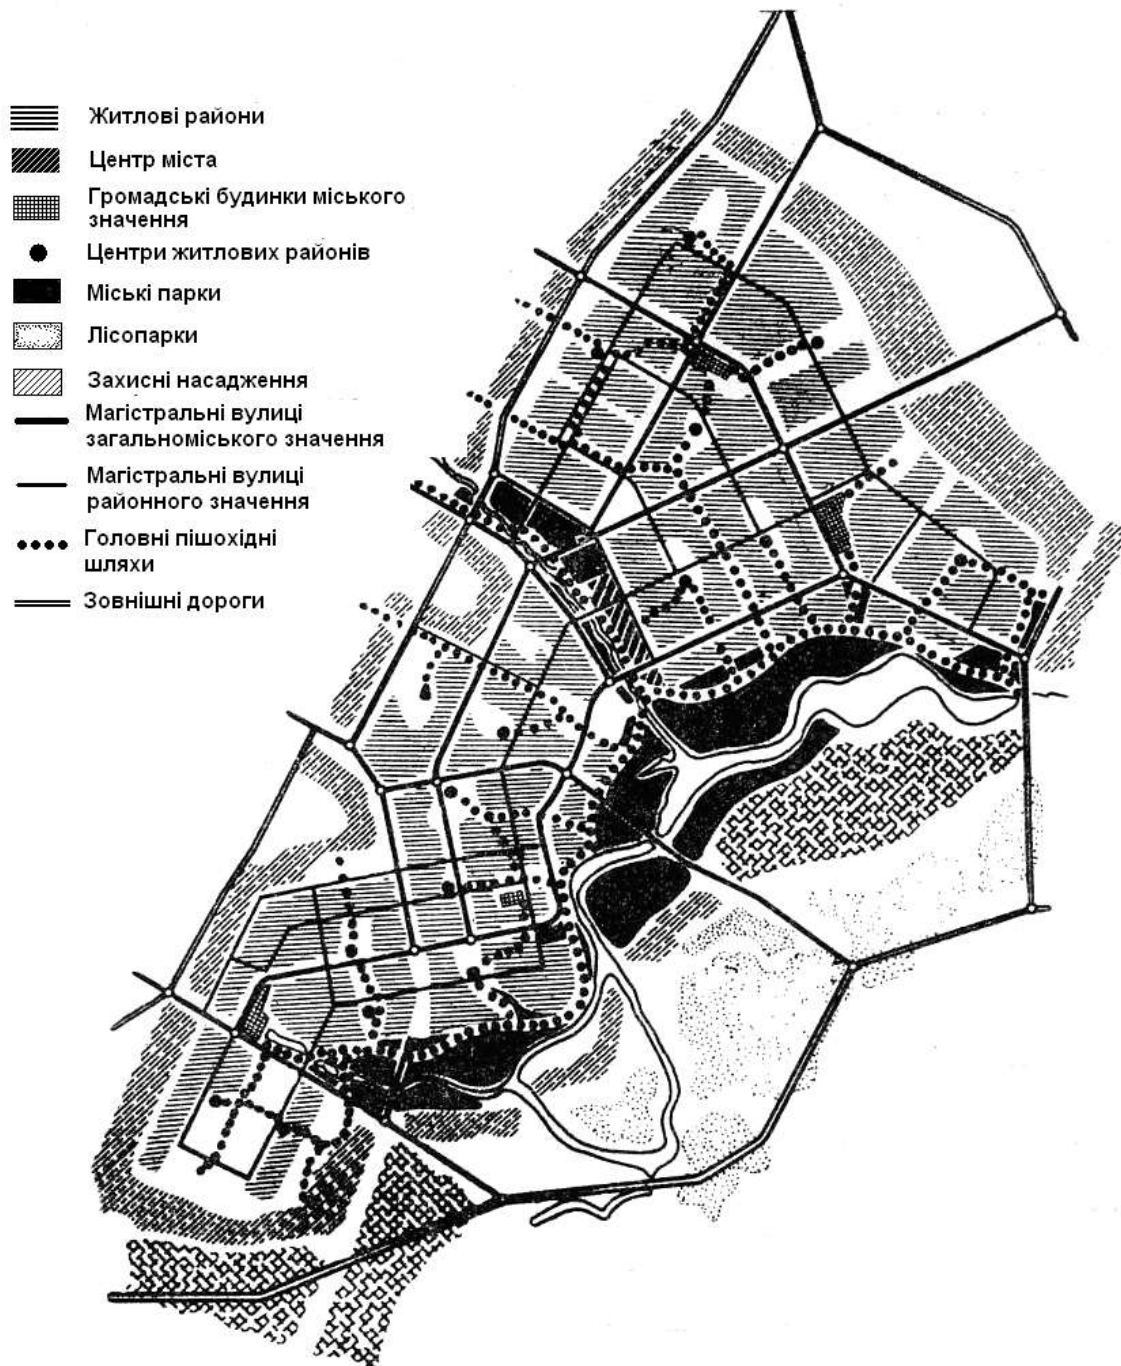 Житлові райони
Центр міста
Громадські будинки міського
значення
Центри житлових районів
Міські парки
Лісопарки
Захисні насадження
Магістральні вулиці
загальноміського значення
Магістральні вулиці
районного значення
Головні пішохідні
шляхи
Зовнішні дороги